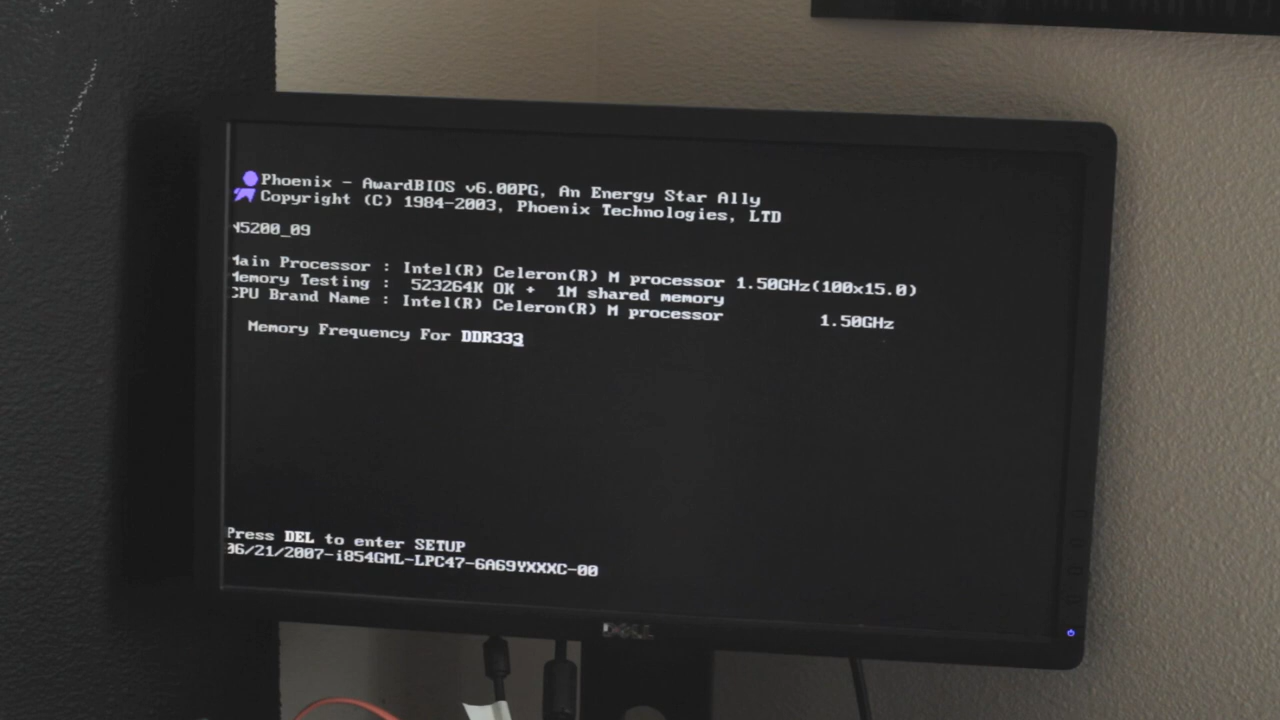 Phoenix - AwardBIOS v6.00PG, An Energy Star Ally
Copyright (C) 1984-2003, Phoenix Technologies, LTD
N5200_09
Main Processor : Intel(R) Celeron(R) M processor 1.50GHz(100x15.0)
Memory Testing : 523264K OK + 1M shared memory
CPU Brand Name : Intel(R) Celeron(R) M processor 1.50GHz
Memory Frequency For DDR333
Press DEL to enter SETUP
06/21/2007-i854GML-LPC47-6A69YXXXC-00
DELL